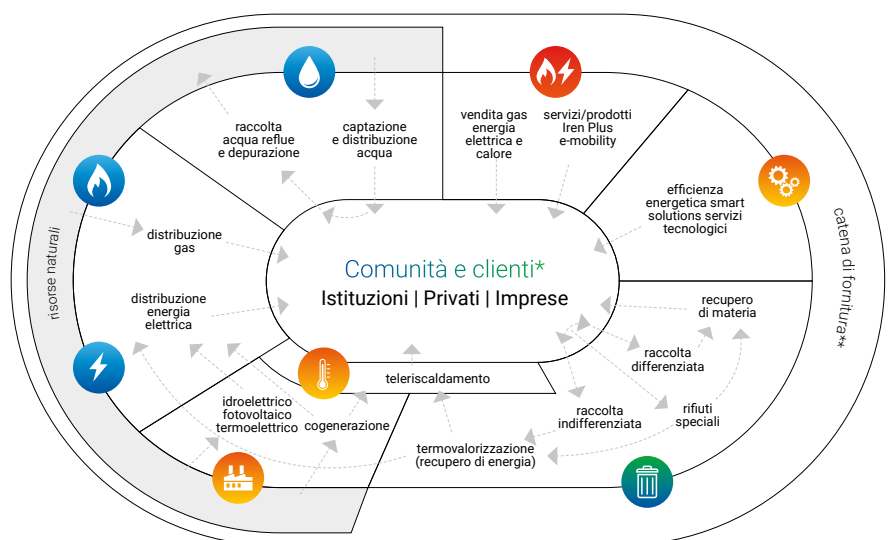 raccolta
acqua reflue
e depurazione
captazione
e distribuzione
acqua
vendita gas
energia
elettrica e
calore
servizi/prodotti
Iren Plus
e-mobility
efficienza
energetica smart
solutions servizi
tecnologici
catena di fornitura**
risorse naturali
distribuzione
gas
Comunità e clienti*
Istituzioni | Privati | Imprese
distribuzione
energia
elettrica
recupero
di materia
raccolta
differenziata
teleriscaldamento
idroelettrico
fotovoltaico
termoelettrico
cogenerazione
raccolta
indifferenziata
rifiuti
speciali
termovalorizzazione
(recupero di energia)